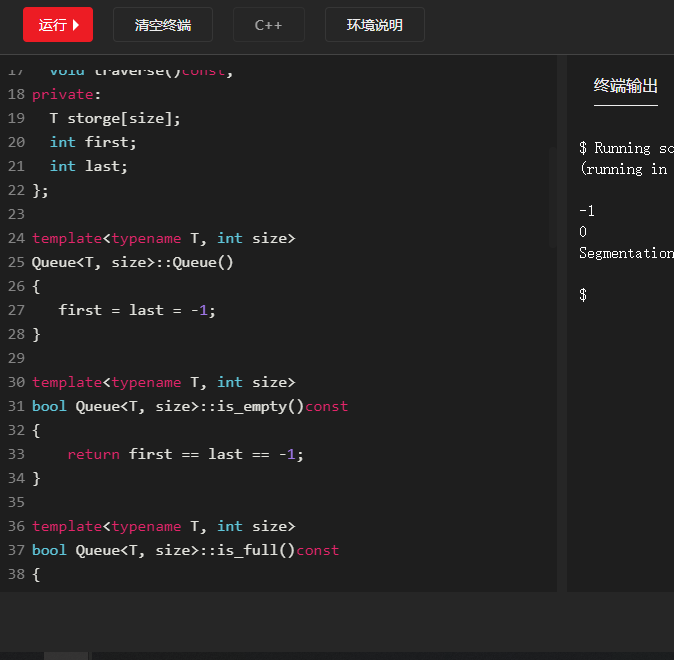 运行
清空终端
C++
环境说明
17 void traverse()const;
18 private:
19 T storge[size];
20 int first;
21 int last;
22 };
23
24 template<typename T, int size>
25 Queue<T, size>::Queue()
26 {
27 first = last = -1;
28 }
29
30 template<typename T, int size>
31 bool Queue<T, size>::is_empty()const
32 {
33 return first == last == -1;
34 }
35
36 template<typename T, int size>
37 bool Queue<T, size>::is_full()const
38 {
终端输出
$ Running sc
(running in
-1
0
Segmentation
$